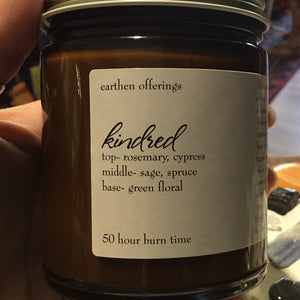 earthen offerings
kindred
top- rosemary, cypress
middle- sage, spruce
base- green floral
50 hour burn time